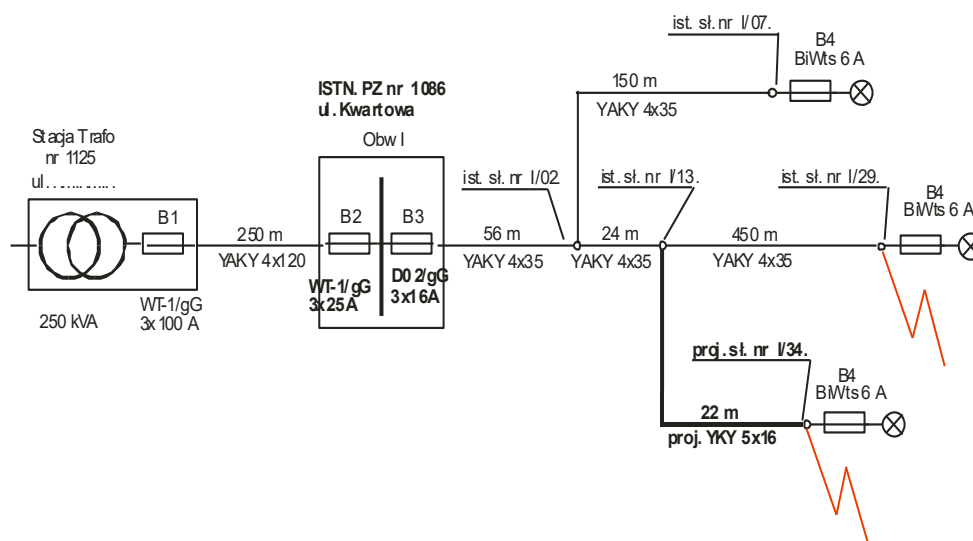 ist. sł. nr I/07.
B4
BiWts 6 A
150 m
YAKY 4x35
ISTN. PZ nr 1086
ul. Kwartowa
Obw I
Stacja Trafo
nr 1125
ul..............
B1
B2
B3
250 m
YAKY 4x120
WT-1/gG
3x100 A
250 kVA
WT-1/gG
3x25A
D0 2/gG
3x16A
ist. sł. nr I/02.
56 m
YAKY 4x35
ist. sł. nr I/13.
24 m
YAKY 4x35
ist. sł. nr I/29.
450 m
YAKY 4x35
B4
BiWts 6 A
proj. sł. nr I/34.
B4
BiWts 6 A
22 m
proj. YKY 5x16